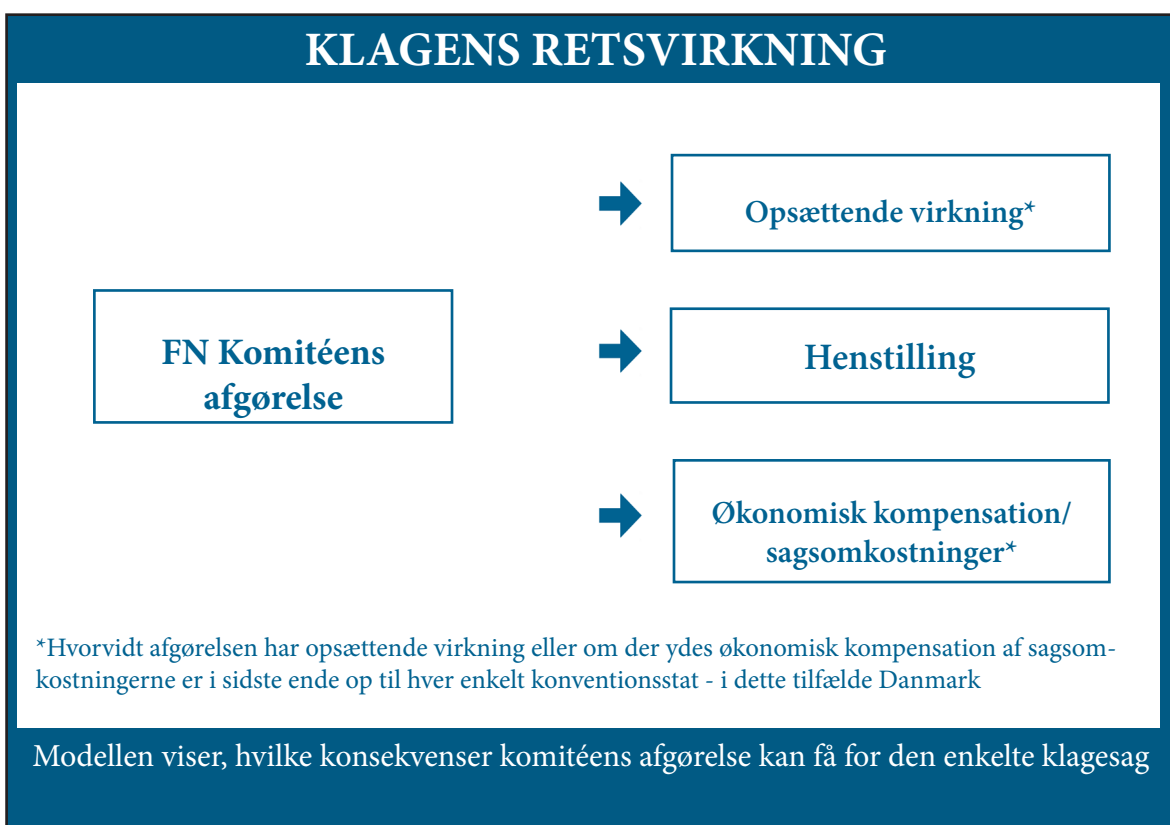 KLAGENS RETSVIRKNING
Opsættende virkning*
FN Komitéens
afgørelse
Henstilling
Økonomisk kompensation/
sagsomkostninger*
*Hvorvidt afgørelsen har opsættende virkning eller om der ydes økonomisk kompensation af sagsom-
kostningerne er i sidste ende op til hver enkelt konventionsstat - i dette tilfælde Danmark
Modellen viser, hvilke konsekvenser komitéens afgørelse kan få for den enkelte klagesag